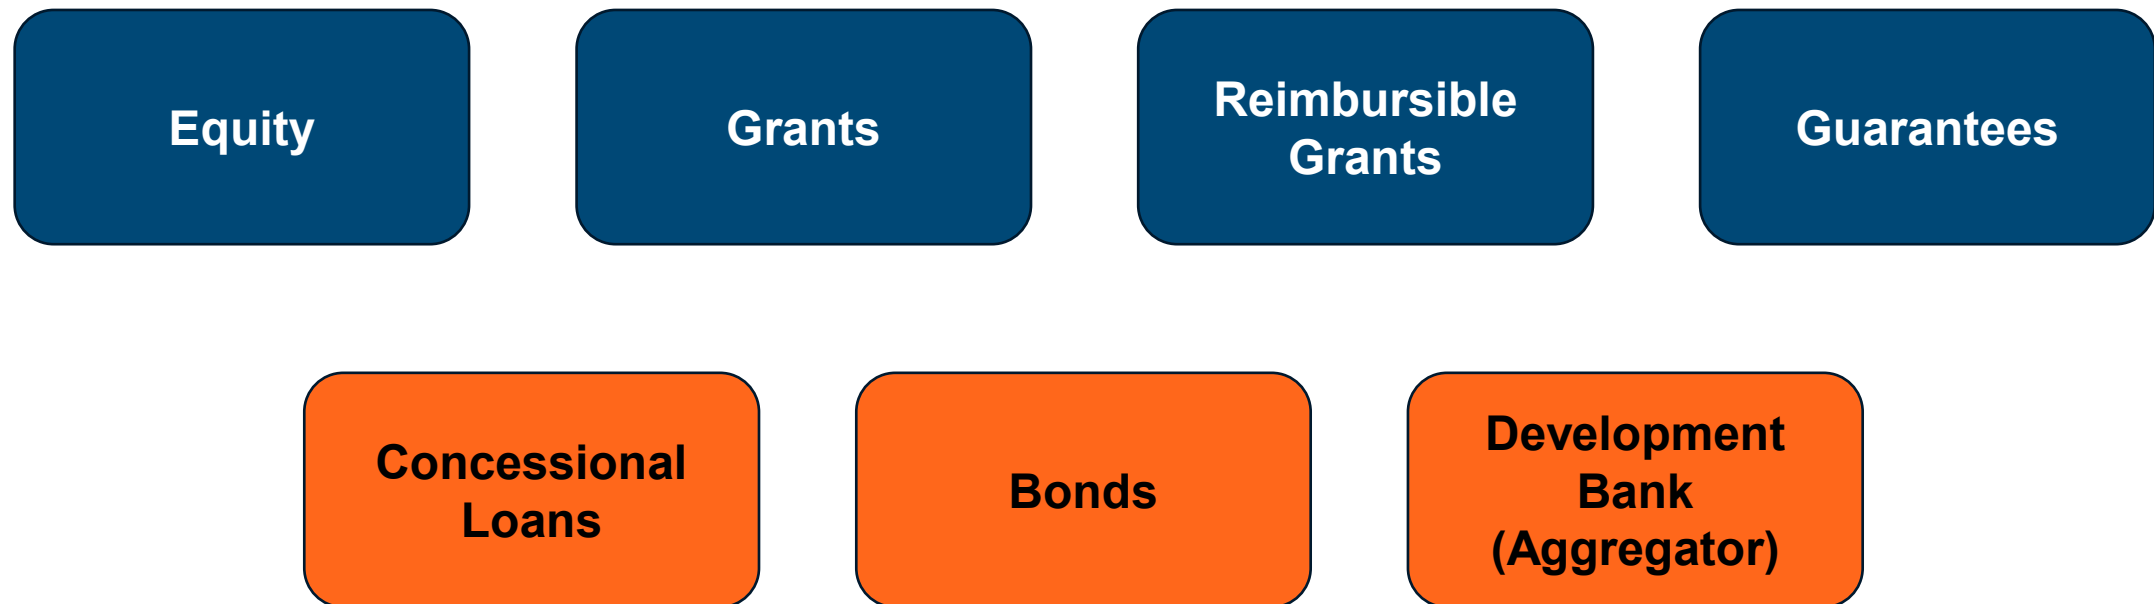 Equity
Grants
Reimbursible
Grants
Guarantees
Concessional
Loans
Bonds
Development
Bank
(Aggregator)